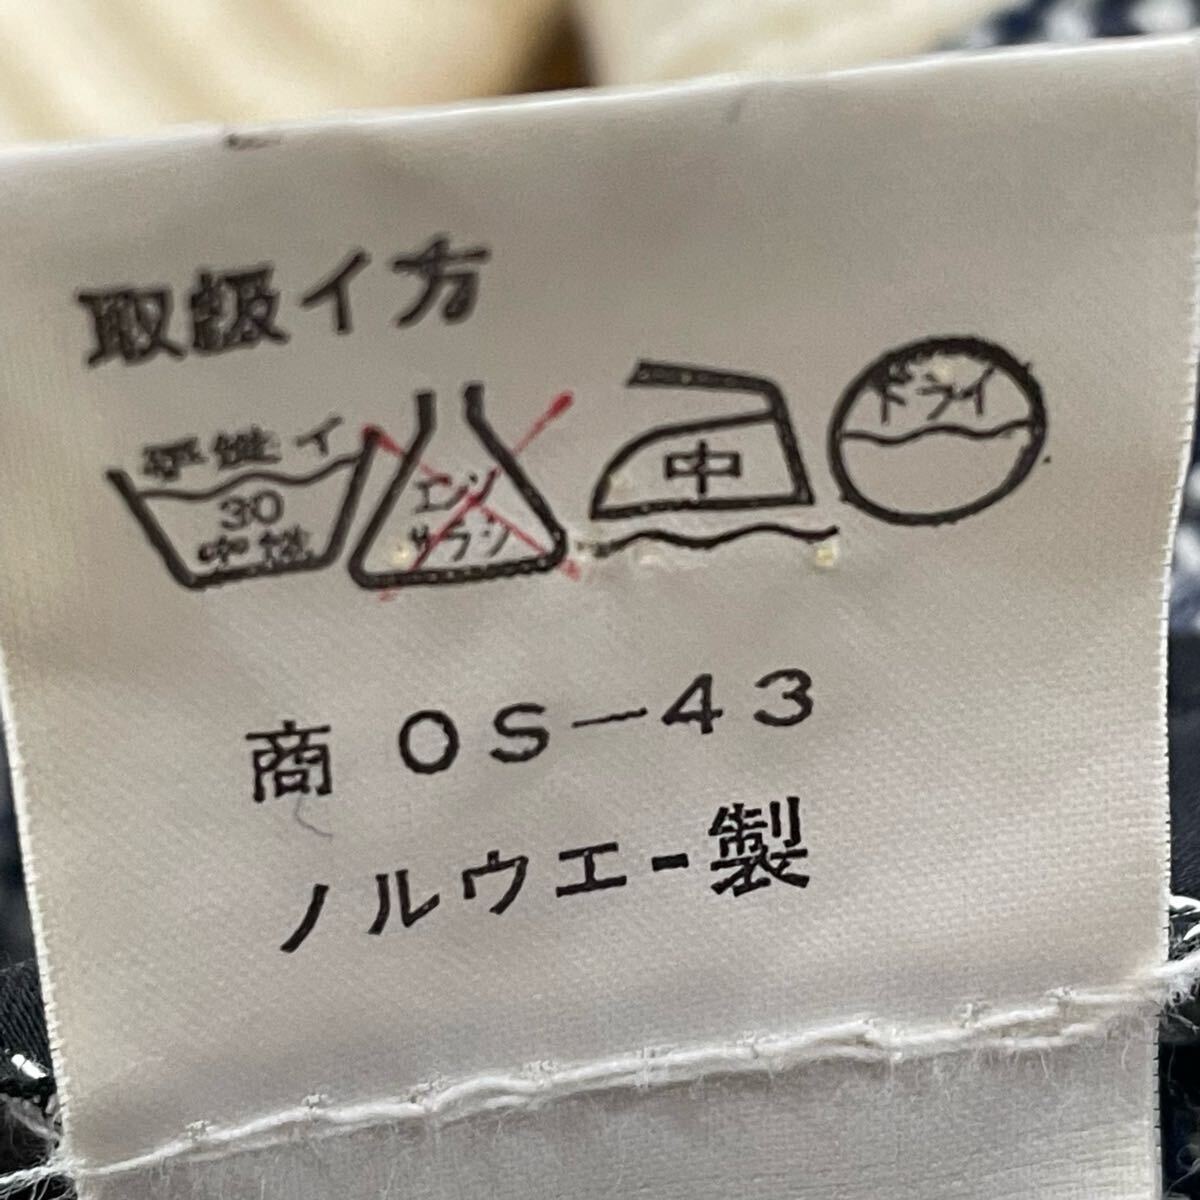 取扱イ方
手洗イ
30
中性
エンソ
サラシ
中
ドライ
商 OS－43
ノルウエ-製